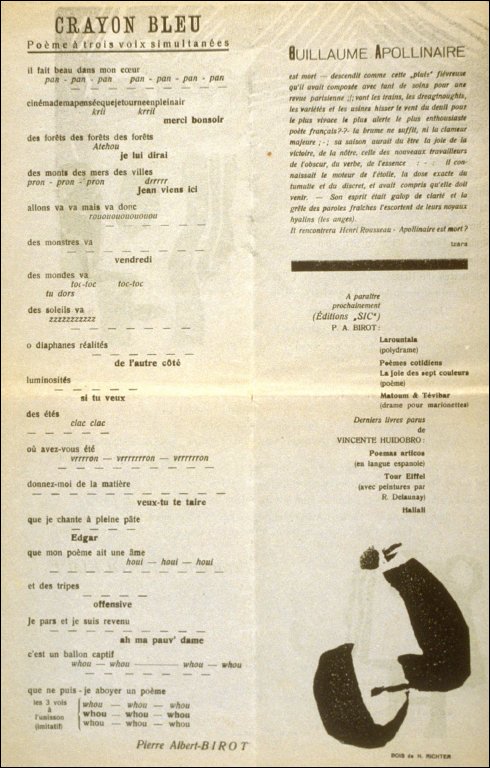 CRAYON BLEU
Poème à trois voix simultanées
il fait beau dans mon cœur
pan - pan - pan    pan - pan - pan - pan
cinémademapenséequejetourneenpleinair
krii    krrii
merci bonsoir
des forêts des forêts des forêts
Atchou
je lui dirai
des monts des mers des villes
pron - pron - pron    drrrrr
Jean viens ici
allons va va mais va donc
rouououououououou
des monstres va
vendredi
des mondes va
toc-toc    toc-toc
tu dors
des soleils va
zzzzzzzzzzz
o diaphanes réalités
de l'autre côté
luminosités
si tu veux
des étés
clac clac
où avez-vous été
vrrrron — vrrrrrrron — vrrrrrron
donnez-moi de la matière
veux-tu te taire
que je chante à pleine pâte
Edgar
que mon poème ait une âme
houi — houi — houi
et des tripes
offensive
Je pars et je suis revenu
ah ma pauv' dame
c'est un ballon captif
whou — whou    whou — whou
que ne puis-je aboyer un poème
les 3 voix
à
l'unisson
(imitatif)
whou — whou — whou
whou — whou — whou
whou — whou — whou
Pierre Albert-BIROT
GUILLAUME APOLLINAIRE
est mort — descendit comme cette „pluie" fiévreuse
qu'il avait composée avec tant de soins pour une
revue parisienne ;|; vont les trains, les dreagtnoughts,
les variétés et les usines hisser le vent du deuil pour
le plus vivace le plus alerte le plus enthousiaste
poète français?-?- la brume ne suffit, ni la clameur
majeure ;-; sa saison aurait du être la joie de la
victoire, de la nôtre, celle des nouveaux travailleurs
de l'obscur, du verbe, de l'essence : - : il con-
naissait le moteur de l'étoile, la dose exacte du
tumulte et du discret, et avait compris qu'elle doit
venir. — Son esprit était galop de clarté et la
grêle des paroles fraîches l'escortent de leurs noyaux
hyalins (les anges).
Il rencontrera Henri Rousseau - Apollinaire est mort ?
tzara
A paraître
prochainement
(Éditions „SIC")
P. A. BIROT:
Larountala
(polydrame)
Poèmes cotidiens
La joie des sept couleurs
(poème)
Matoum & Tévibar
(drame pour marionettes)
Derniers livres parus
de
VINCENTE HUIDOBRO:
Poemas articos
(en langue espanole)
Tour Eiffel
(avec peintures par
R. Delaunay)
Hallali
BOIS de H. RICHTER